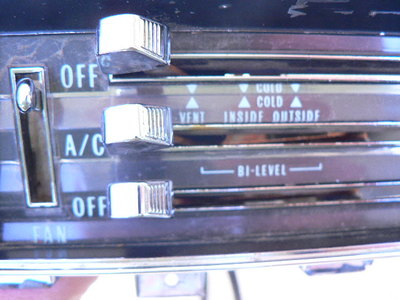 OFF
COLD
COLD
A/C VENT INSIDE OUTSIDE
BI-LEVEL
OFF
FAN